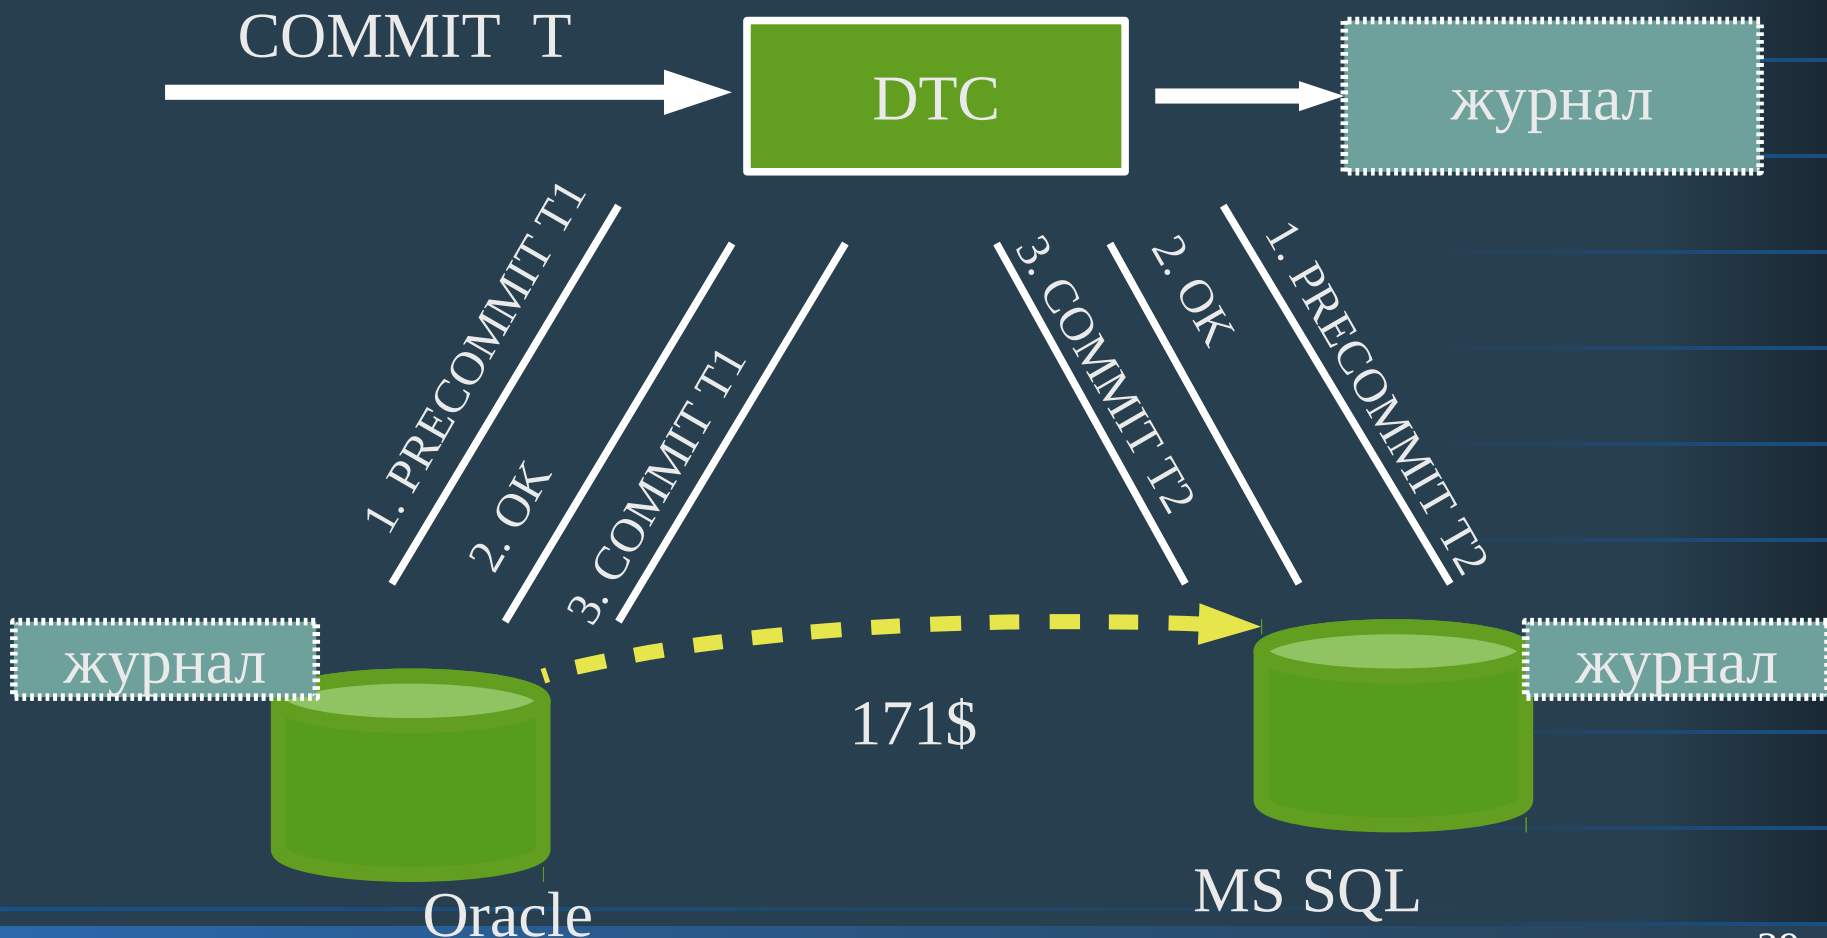 COMMIT T
DTC
журнал
1. PRECOMMIT T1
2. OK
3. COMMIT T1
3. COMMIT T2
2. OK
1. PRECOMMIT T2
журнал
журнал
171$
MS SQL
Oracle